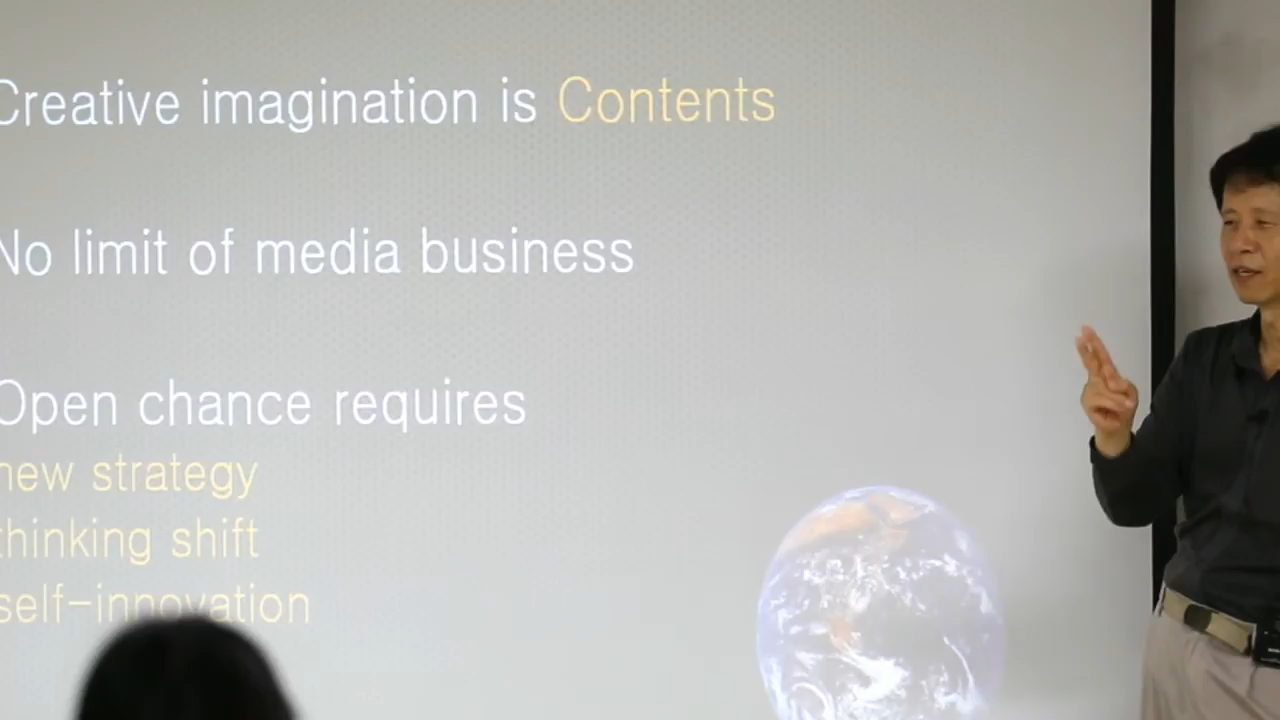 Creative imagination is Contents
No limit of media business
Open chance requires
new strategy
thinking shift
self-innovation